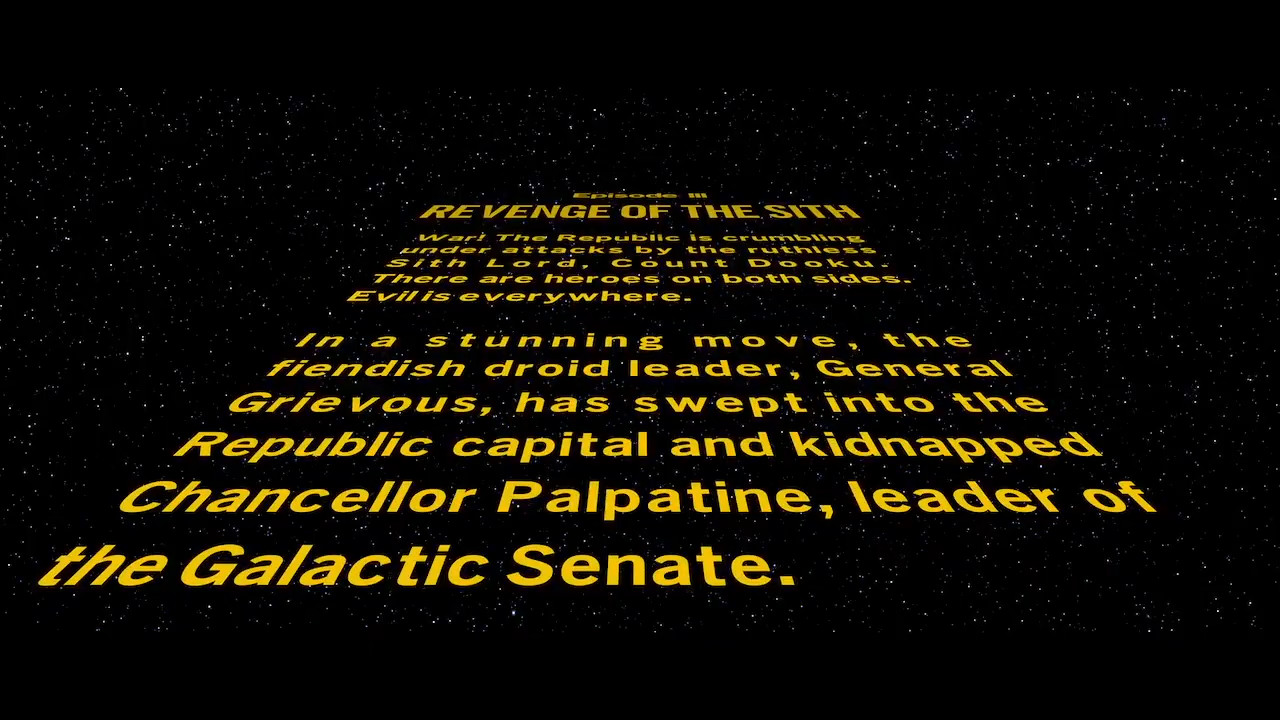 Episode III
REVENGE OF THE SITH
War! The Republic is crumbling
under attacks by the ruthless
Sith Lord, Count Dooku.
There are heroes on both sides.
Evil is everywhere.
In a stunning move, the
fiendish droid leader, General
Grievous, has swept into the
Republic capital and kidnapped
Chancellor Palpatine, leader of
the Galactic Senate.